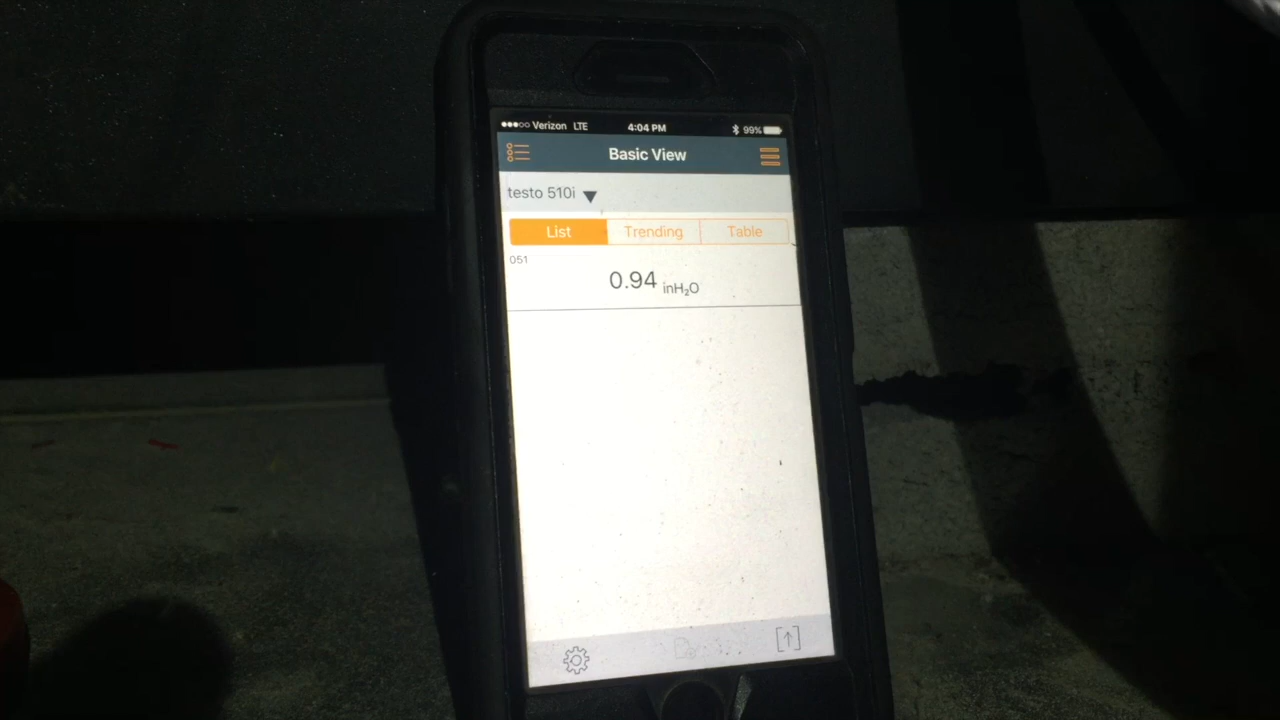 Verizon LTE 4:04 PM 99%
Basic View
testo 510i
List Trending Table
051
0.94 inH₂O